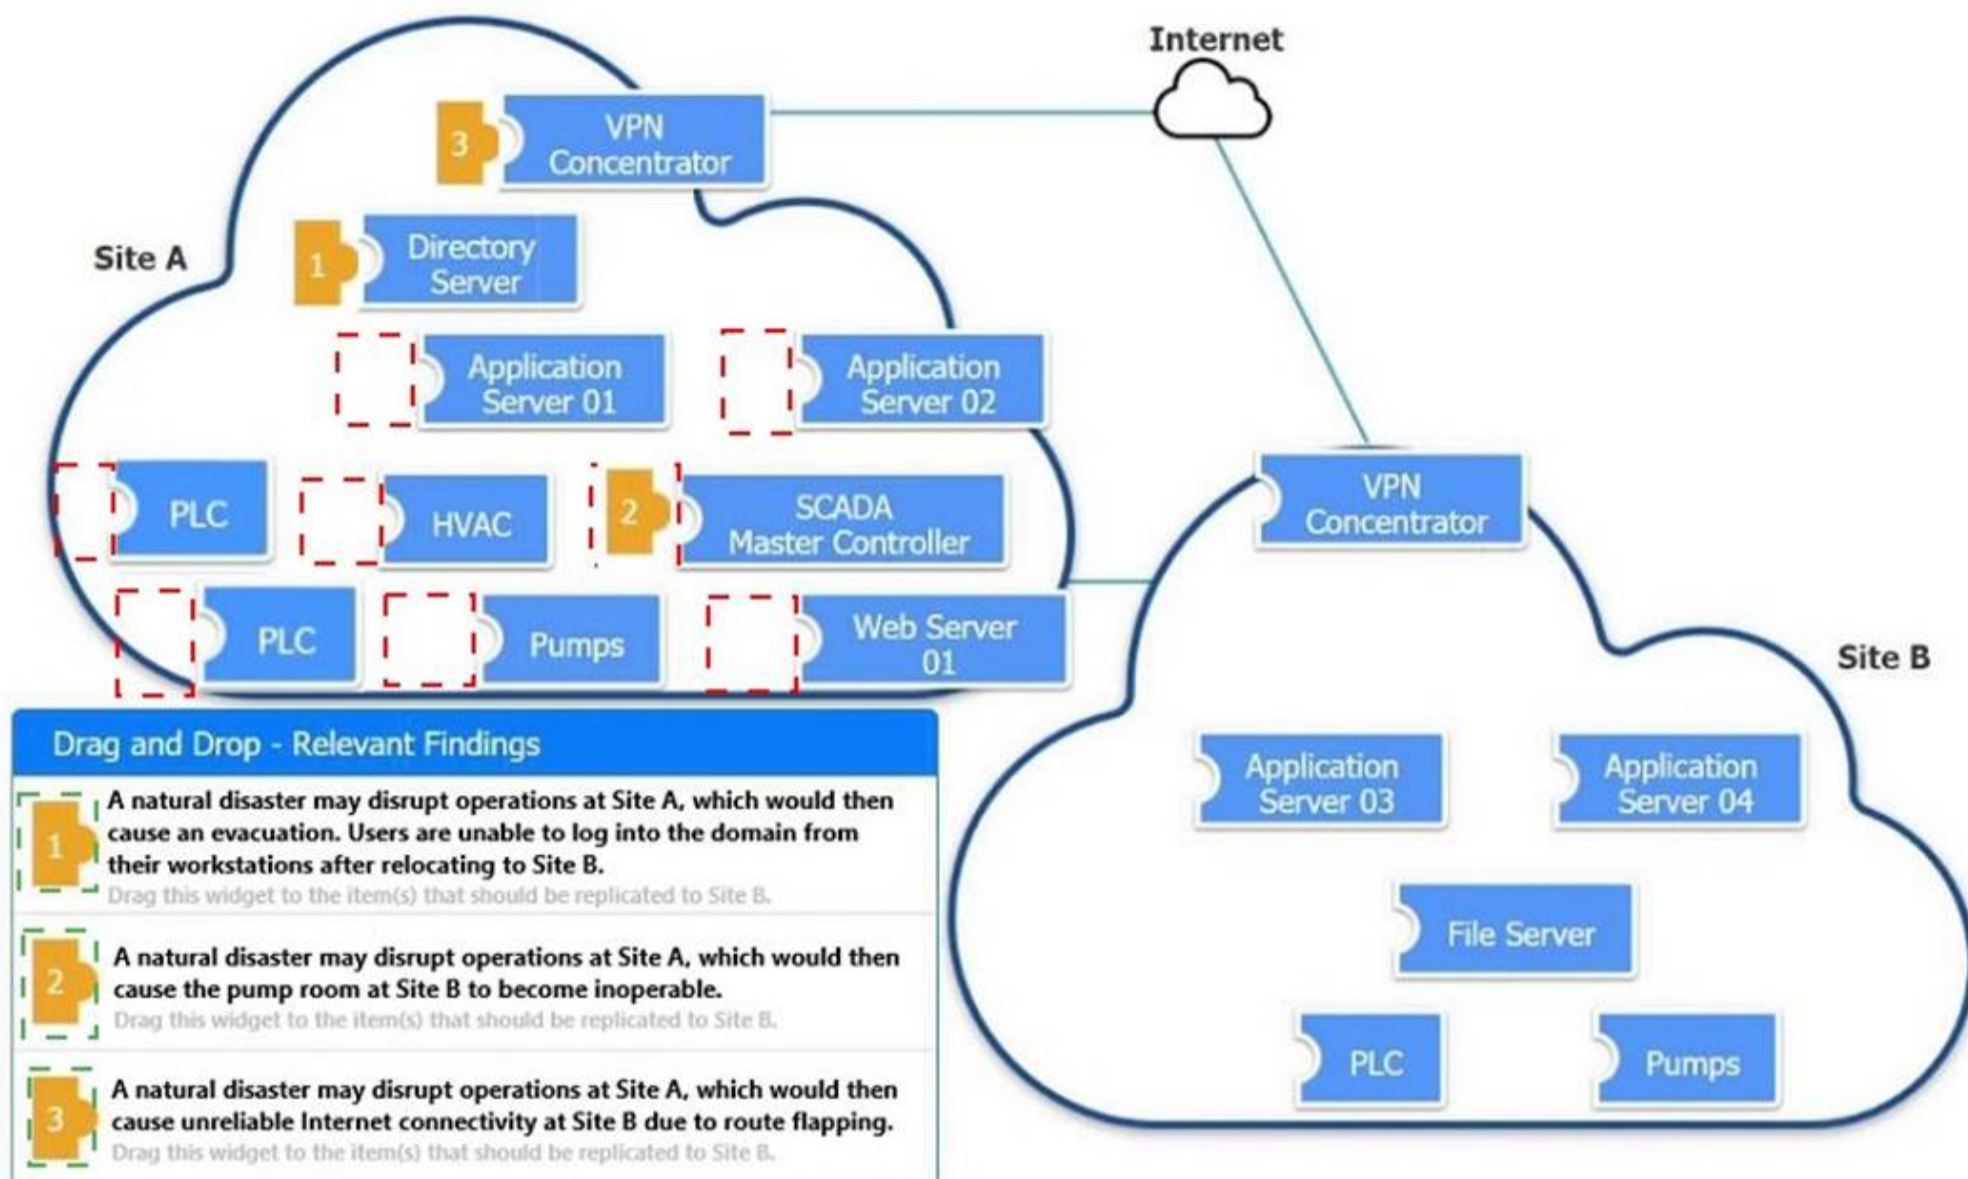 Internet
3
VPN
Concentrator
Site A
1
Directory
Server
Application
Server 01
Application
Server 02
PLC
HVAC
2
SCADA
Master Controller
PLC
Pumps
Web Server
01
VPN
Concentrator
Site B
Application
Server 03
Application
Server 04
File Server
PLC
Pumps
Drag and Drop - Relevant Findings
1
A natural disaster may disrupt operations at Site A, which would then
cause an evacuation. Users are unable to log into the domain from
their workstations after relocating to Site B.
Drag this widget to the item(s) that should be replicated to Site B.
2
A natural disaster may disrupt operations at Site A, which would then
cause the pump room at Site B to become inoperable.
Drag this widget to the item(s) that should be replicated to Site B.
3
A natural disaster may disrupt operations at Site A, which would then
cause unreliable Internet connectivity at Site B due to route flapping.
Drag this widget to the item(s) that should be replicated to Site B.